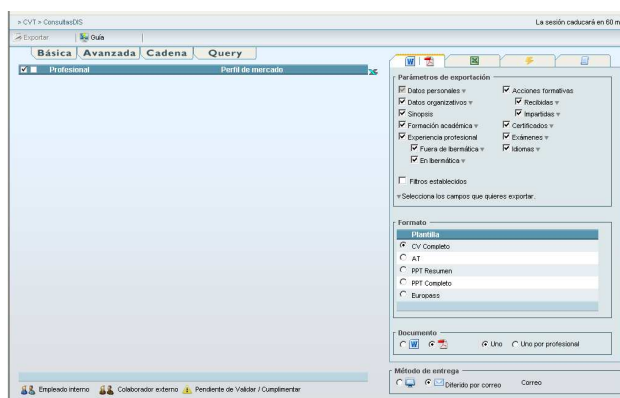 » CVT » ConsultasDIS
La sesión caducará en 60 m
Exportar
Guía
Básica Avanzada Cadena Query
Profesional Perfil de mercado
Parámetros de exportación
Datos personales
Acciones formativas
Datos organizativos
Recibidas
Sinopsis
Impartidas
Formación académica
Certificados
Experiencia profesional
Exámenes
Fuera de Ibermática
Idiomas
En Ibermática
Filtros establecidos
Selecciona los campos que quieres exportar.
Formato
Plantilla
CV Completo
AT
PPT Resumen
PPT Completo
Europass
Documento
Uno Uno por profesional
Método de entrega
Diferido por correo Correo
Empleado interno Colaborador externo Pendiente de Validar / Cumplimentar